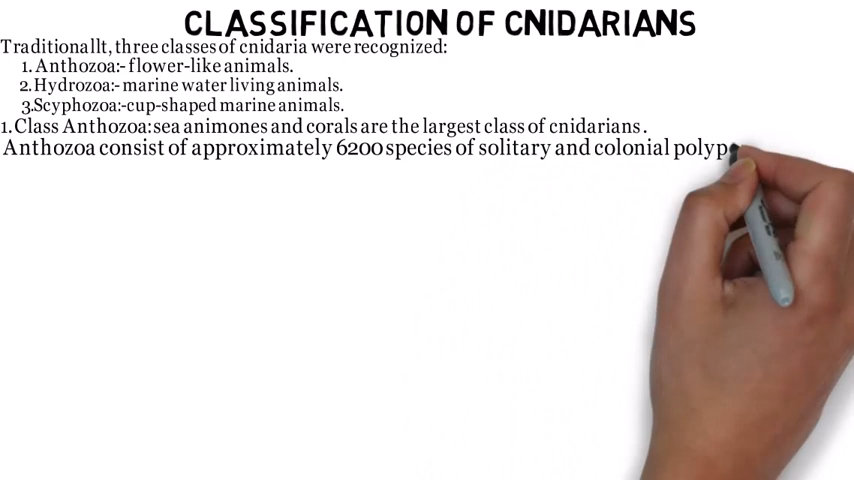 CLASSIFICATION OF CNIDARIANS
Traditionallt, three classes of cnidaria were recognized:
1. Anthozoa:- flower-like animals.
2. Hydrozoa:- marine water living animals.
3.Scyphozoa:-cup-shaped marine animals.
1. Class Anthozoa: sea animones and corals are the largest class of cnidarians.
Anthozoa consist of approximately 6200 species of solitary and colonial polyp